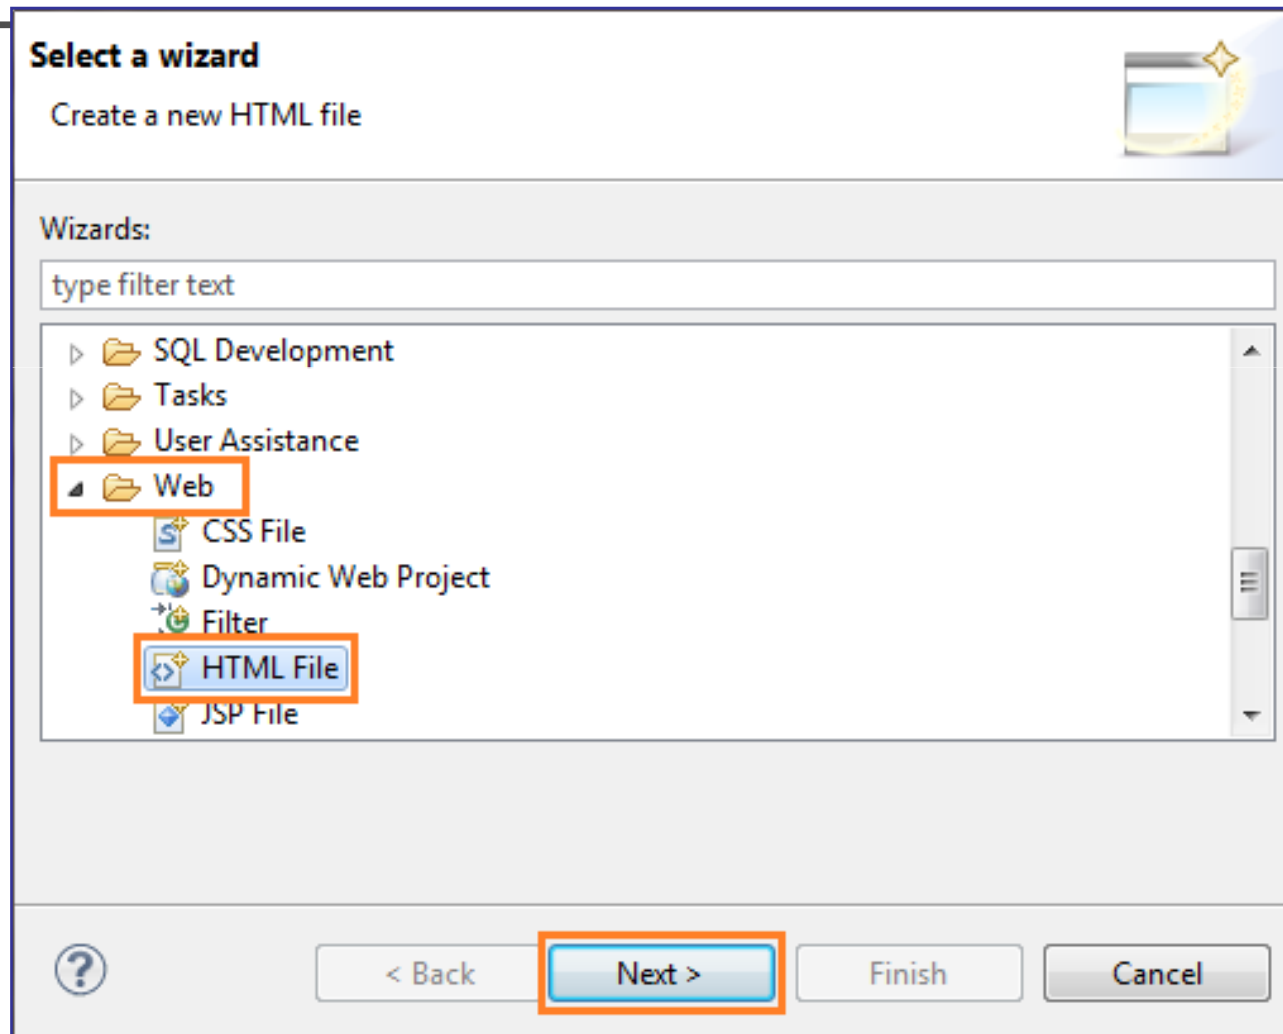 Select a wizard
Create a new HTML file
Wizards:
type filter text
SQL Development
Tasks
User Assistance
Web
CSS File
Dynamic Web Project
Filter
HTML File
JSP File
< Back Next > Finish Cancel